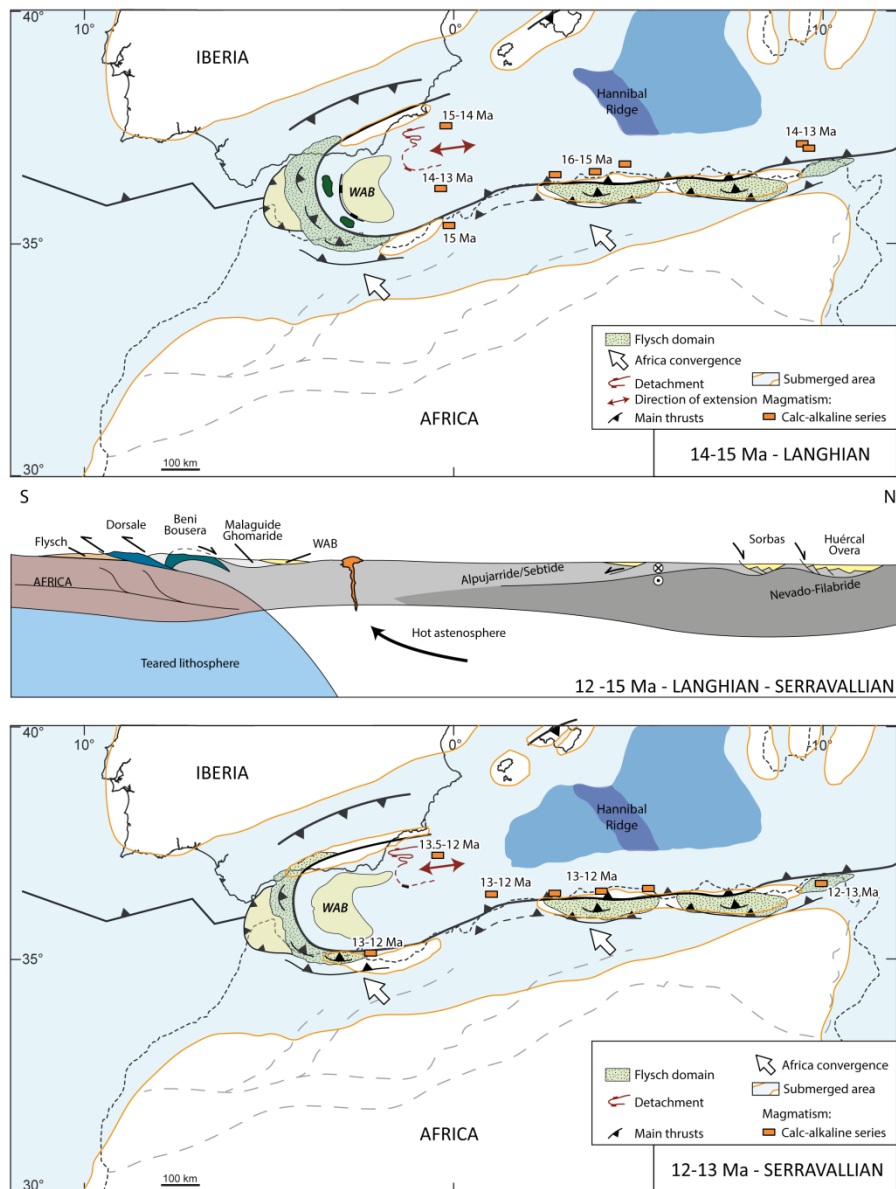 40°
10°
0°
10°
IBERIA
Hannibal
Ridge
15-14 Ma
14-13 Ma
16-15 Ma
WAB
14-13 Ma
15 Ma
35°
Flysch domain
Africa convergence
Detachment
Submerged area
Direction of extension
Magmatism:
Main thrusts
Calc-alkaline series
AFRICA
30°
100 km
14-15 Ma - LANGHIAN
S
N
Flysch
Dorsale
Beni
Bousera
Malaguide
Ghomaride
WAB
Sorbas
Huércal
Overa
AFRICA
Alpujarride/Sebtide
Nevado-Filabride
Hot astenosphere
Teared lithosphere
12 -15 Ma - LANGHIAN - SERRAVALLIAN
40°
10°
0°
10°
IBERIA
Hannibal
Ridge
13.5-12 Ma
13-12 Ma
13-12 Ma
12-13 Ma
WAB
13-12 Ma
35°
Flysch domain
Africa convergence
Detachment
Submerged area
Magmatism:
Main thrusts
Calc-alkaline series
AFRICA
30°
100 km
12-13 Ma - SERRAVALLIAN